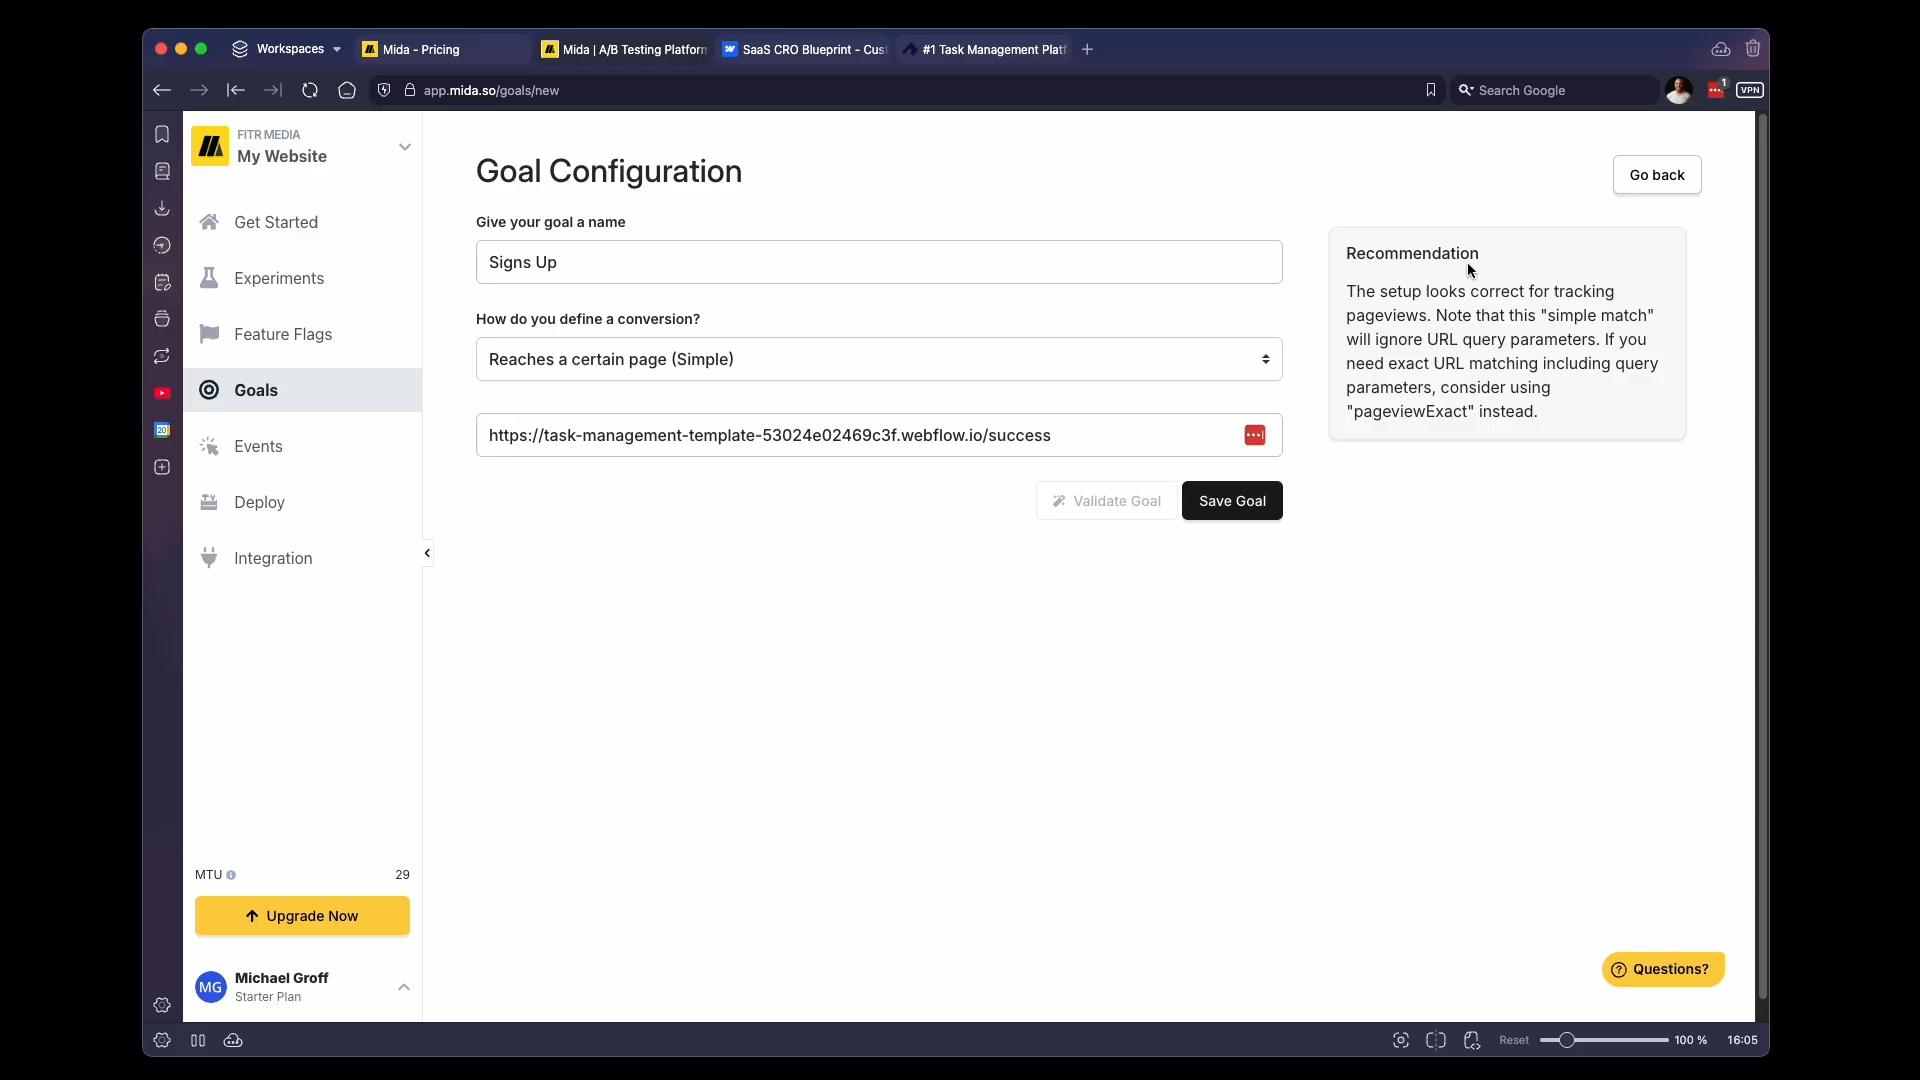 Workspaces
Mida - Pricing
Mida | A/B Testing Platform
SaaS CRO Blueprint - Cus
#1 Task Management Platf
app.mida.so/goals/new
Search Google
1
VPN
FITR MEDIA
My Website
Get Started
Experiments
Feature Flags
Goals
Events
Deploy
Integration
20
MTU
29
Upgrade Now
MG
Michael Groff
Starter Plan
Goal Configuration
Go back
Give your goal a name
Signs Up
How do you define a conversion?
Reaches a certain page (Simple)
https://task-management-template-53024e02469c3f.webflow.io/success
Validate Goal
Save Goal
Recommendation
The setup looks correct for tracking
pageviews. Note that this "simple match"
will ignore URL query parameters. If you
need exact URL matching including query
parameters, consider using
"pageviewExact" instead.
Questions?
Reset
100 %
16:05